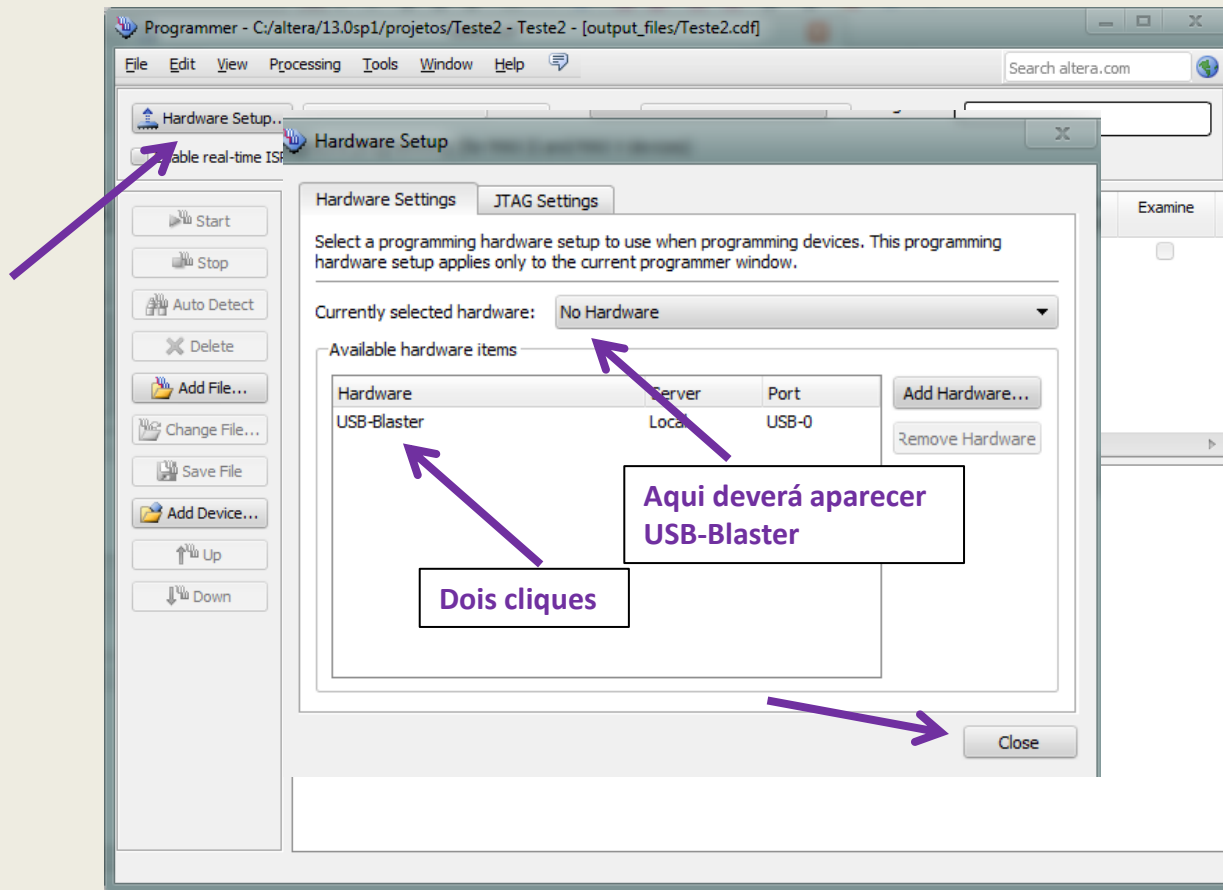 Programmer - C:/altera/13.0sp1/projetos/Teste2 - Teste2 - [output_files/Teste2.cdf]
File Edit View Processing Tools Window Help
Search altera.com
Hardware Setup..
real-time ISP
Hardware Setup
Start
Stop
Auto Detect
Delete
Add File...
Change File...
Save File
Add Device...
Up
Down
Hardware Settings JTAG Settings
Select a programming hardware setup to use when programming devices. This programming
hardware setup applies only to the current programmer window.
Currently selected hardware: No Hardware
Available hardware items
Hardware Server Port
USB-Blaster Local USB-0
Add Hardware...
Remove Hardware
Aqui deverá aparecer
USB-Blaster
Dois cliques
Close
Examine